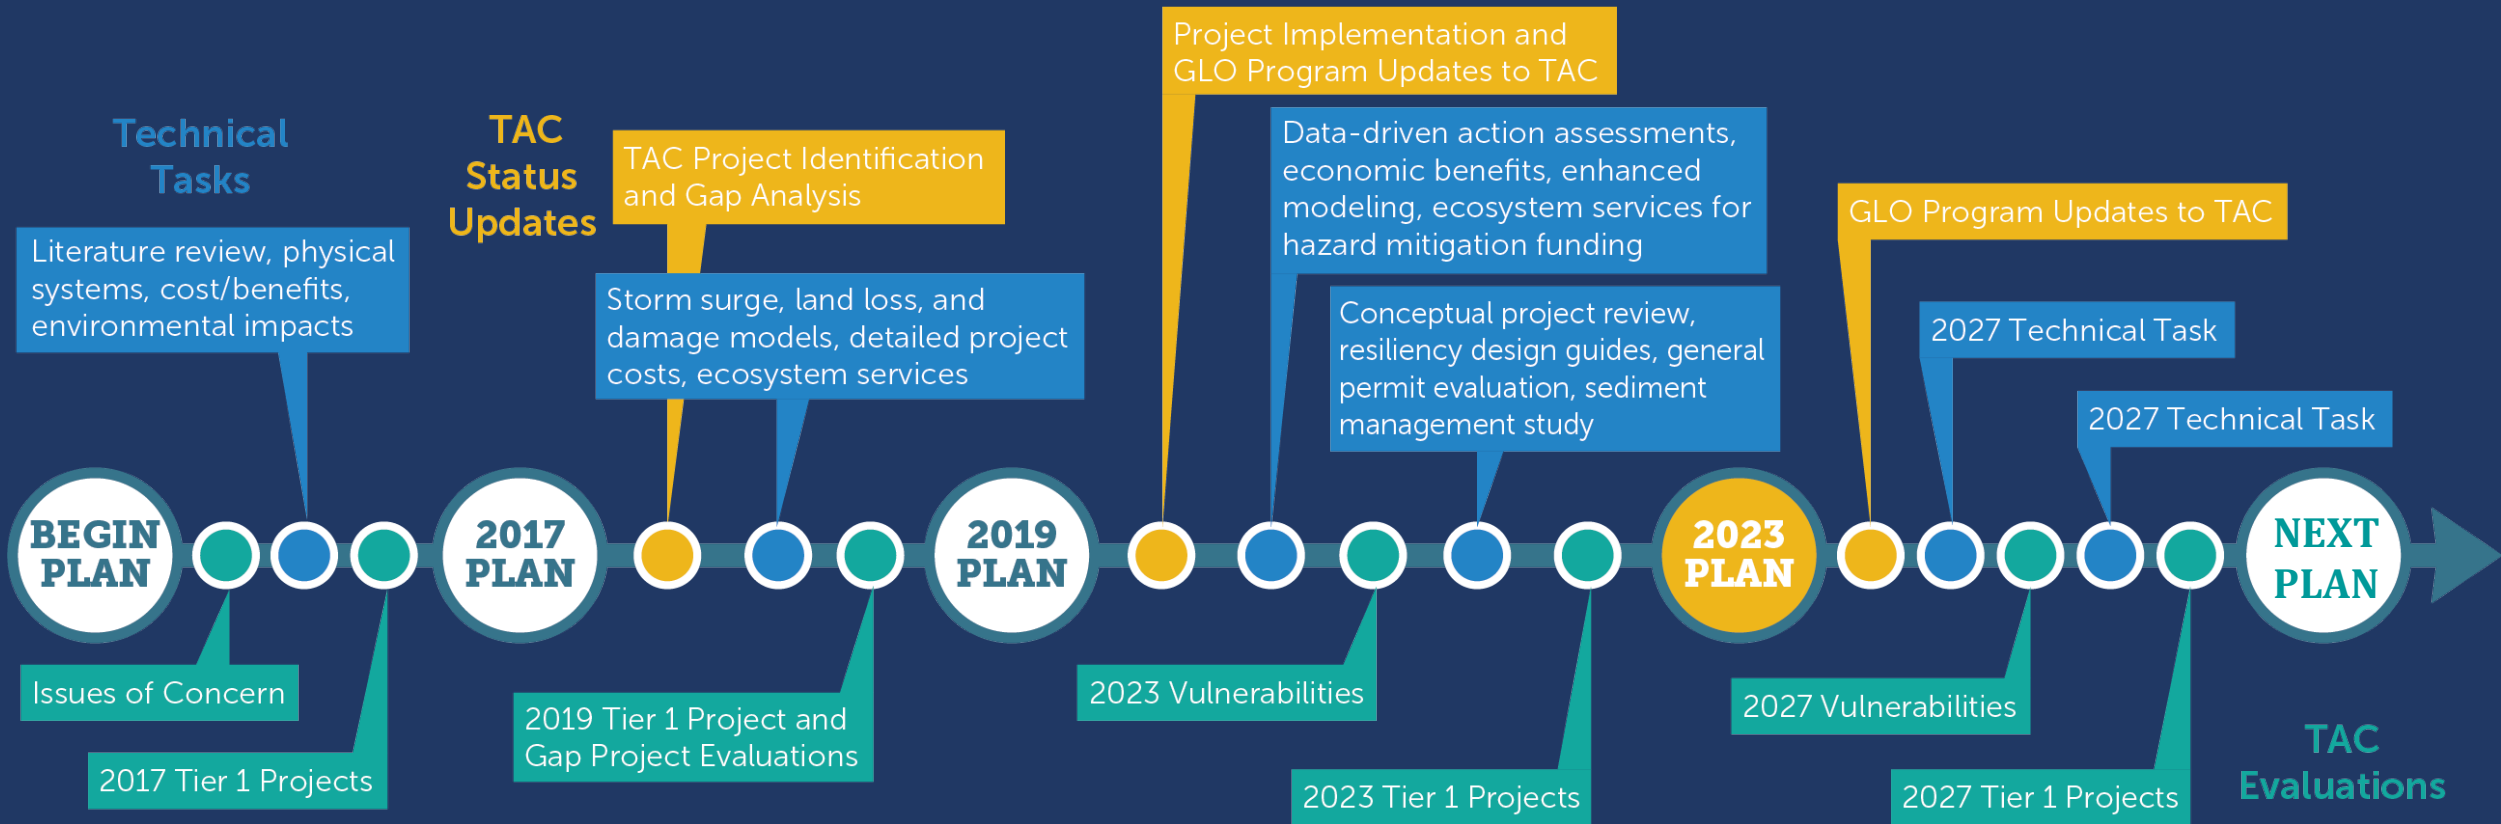 Technical
Tasks
Literature review, physical
systems, cost/benefits,
environmental impacts
TAC
Status
Updates
TAC Project Identification
and Gap Analysis
Storm surge, land loss, and
damage models, detailed project
costs, ecosystem services
Project Implementation and
GLO Program Updates to TAC
Data-driven action assessments,
economic benefits, enhanced
modeling, ecosystem services for
hazard mitigation funding
Conceptual project review,
resiliency design guides, general
permit evaluation, sediment
management study
GLO Program Updates to TAC
2027 Technical Task
2027 Technical Task
BEGIN
PLAN
2017
PLAN
2019
PLAN
2023
PLAN
NEXT
PLAN
Issues of Concern
2017 Tier 1 Projects
2019 Tier 1 Project and
Gap Project Evaluations
2023 Vulnerabilities
2023 Tier 1 Projects
2027 Vulnerabilities
2027 Tier 1 Projects
TAC
Evaluations